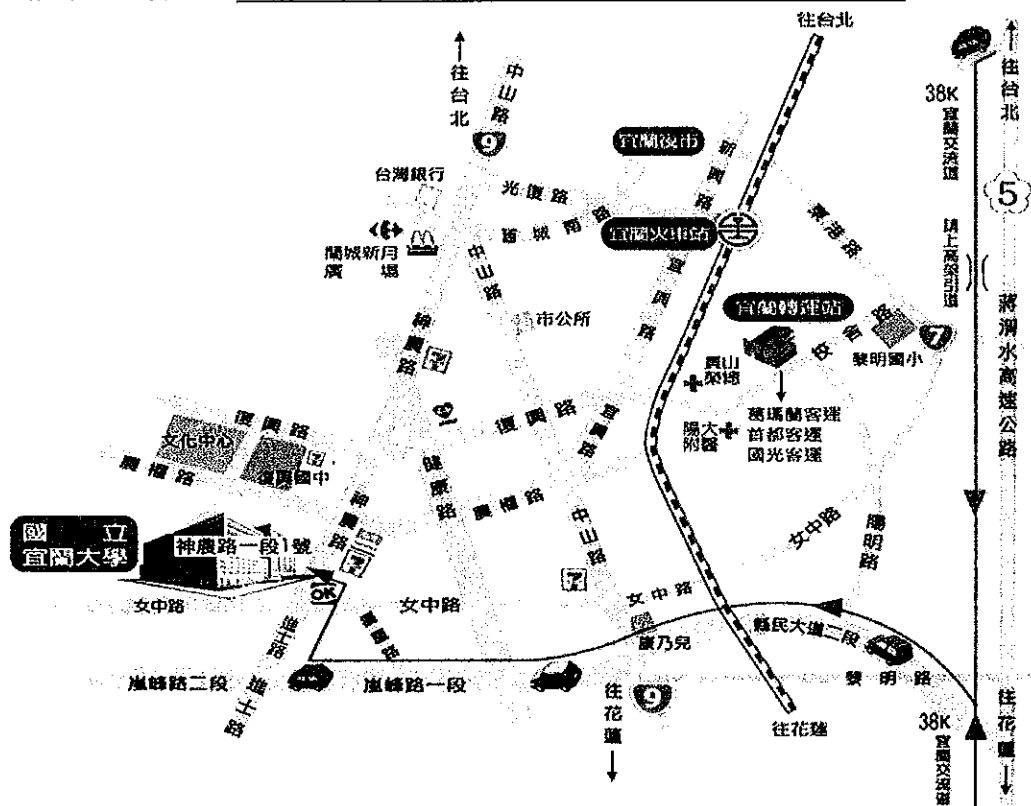 往台北
往台北
中山路
9
38K
宜蘭交流道
往台北
5
宜蘭夜市
新興路
台灣銀行
光復路
舊城南路
宜蘭火車站
東港路
蘭城新月
廣場
中山路
宜興路
宜蘭轉運站
校舍路
黎明國小
7
蔣渭水高速公路
市公所
神農路
員山
榮總
陽大
附醫
葛瑪蘭客運
首都客運
國光客運
復興路
復興路
宜興路
文化中心
農權路
復興國中
健康路
農權路
神農路
中山路
女中路
陽明路
國立
宜蘭大學
神農路一段1號
OK
女中路
女中路
女中路
康乃兒
縣民大道二段
進士路
嵐峰路二段
進士路
嵐峰路一段
黎明路
往花蓮
9
往花蓮
38K
宜蘭交流道
往花蓮